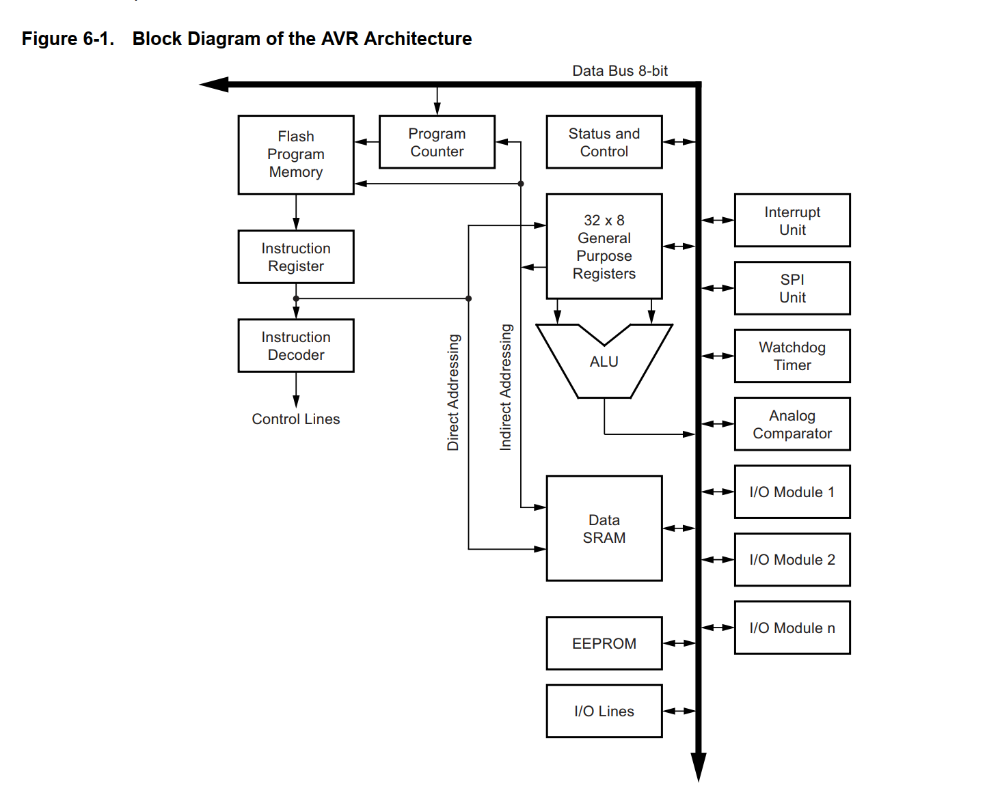 Figure 6-1. Block Diagram of the AVR Architecture
Data Bus 8-bit
Flash
Program
Memory
Program
Counter
Status and
Control
32 x 8
General
Purpose
Registers
Interrupt
Unit
Instruction
Register
SPI
Unit
Instruction
Decoder
Direct Addressing
Indirect Addressing
ALU
Watchdog
Timer
Control Lines
Analog
Comparator
I/O Module 1
Data
SRAM
I/O Module 2
EEPROM
I/O Module n
I/O Lines